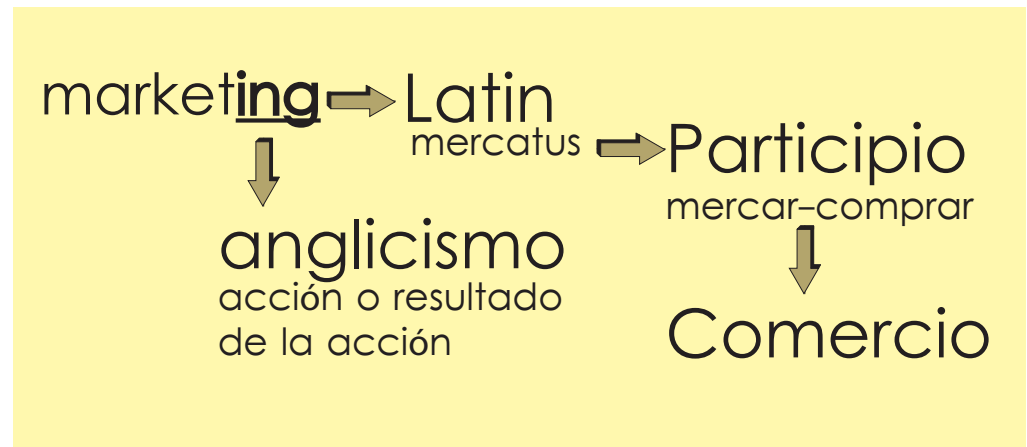 marketing
Latin
mercatus
Participio
mercar-comprar
anglicismo
acción o resultado
de la acción
Comercio